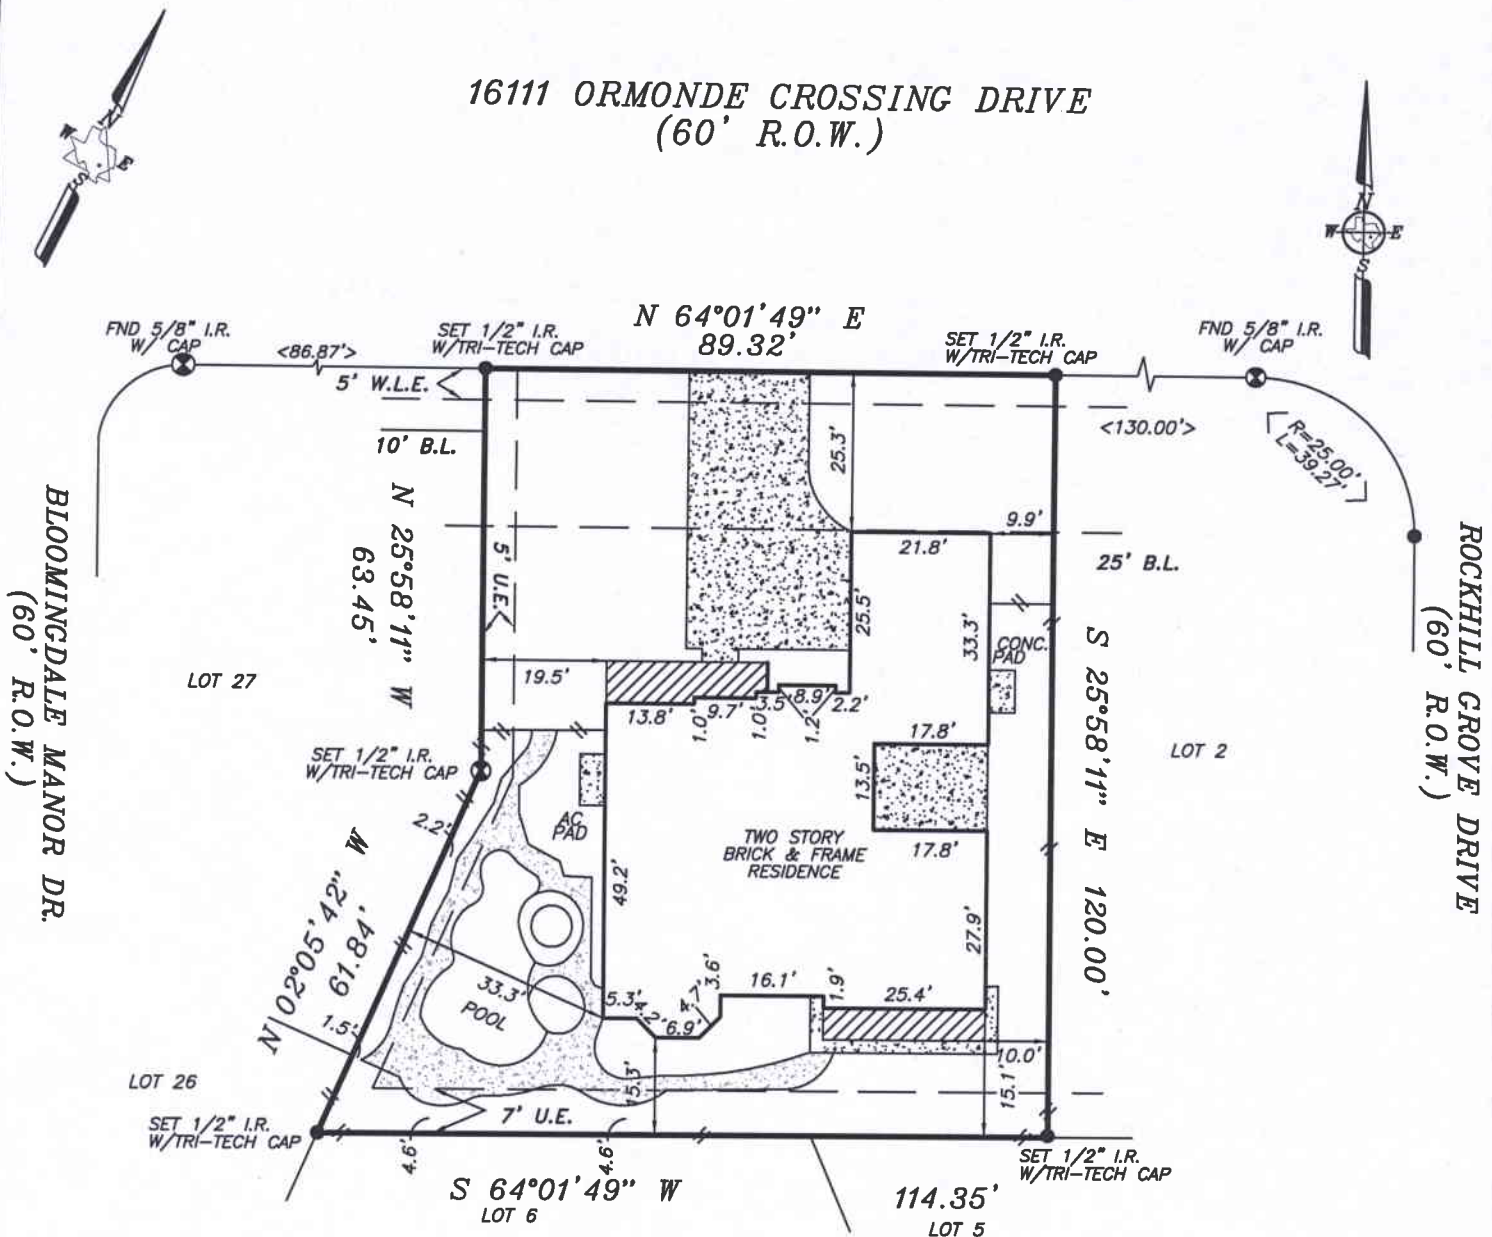 16111 ORMONDE CROSSING DRIVE
(60' R.O.W.)
N
W
E
S
N
W
E
S
N 64°01'49" E
89.32'
FND 5/8" I.R.
W/ CAP
<86.87'>
SET 1/2" I.R.
W/TRI-TECH CAP
SET 1/2" I.R.
W/TRI-TECH CAP
FND 5/8" I.R.
W/ CAP
5' W.L.E.
10' B.L.
<130.00'>
R=25.00'
L=39.27'
25.3'
9.9'
21.8'
25' B.L.
BLOOMINGDALE MANOR DR.
(60' R.O.W.)
N 25°58'11" W
63.45'
5' U.E.
25.5'
33.3'
CONC.
PAD
S 25°58'11" E 120.00'
ROCKHILL GROVE DRIVE
(60' R.O.W.)
LOT 27
19.5'
13.8'
1.0'
9.7'
1.0'
3.5'
8.9'
1.2'
2.2'
17.8'
LOT 2
SET 1/2" I.R.
W/TRI-TECH CAP
13.5'
2.2'
AC
PAD
TWO STORY
BRICK & FRAME
RESIDENCE
17.8'
N 02°05'42" W
61.84'
49.2'
27.9'
33.3'
POOL
5.3'
4.2'
6.9'
4.7'
3.6'
16.1'
1.9'
25.4'
1.5'
10.0'
LOT 26
15.3'
15.1'
7' U.E.
SET 1/2" I.R.
W/TRI-TECH CAP
4.6'
4.6'
SET 1/2" I.R.
W/TRI-TECH CAP
S 64°01'49" W
114.35'
LOT 6
LOT 5